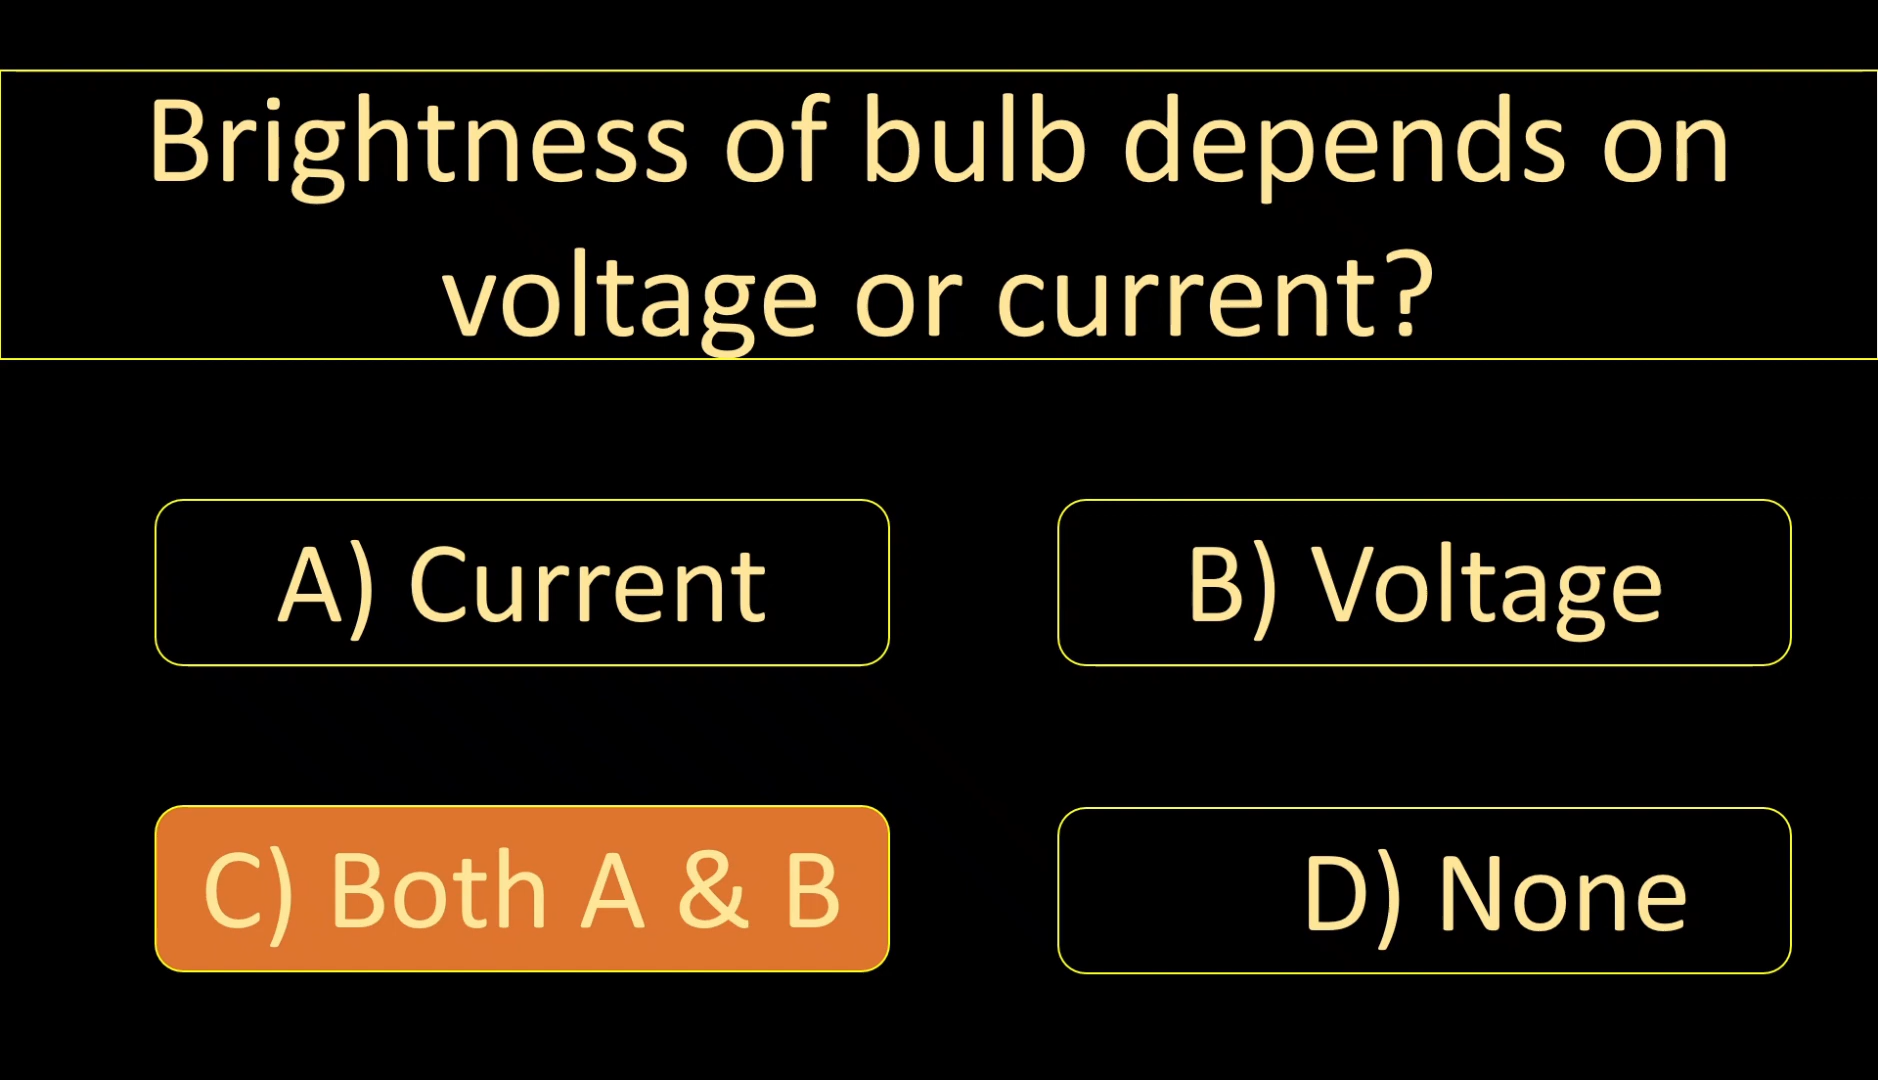 Brightness of bulb depends on
voltage or current?
A) Current
B) Voltage
C) Both A & B
D) None